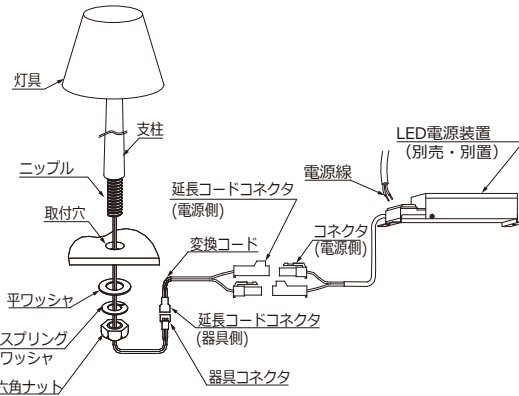 灯具
支柱
ニップル
取付穴
平ワッシャ
スプリング
ワッシャ
六角ナット
延長コードコネクタ
(電源側)
変換コード
延長コードコネクタ
(器具側)
器具コネクタ
電源線
コネクタ
(電源側)
LED電源装置
(別売・別置)